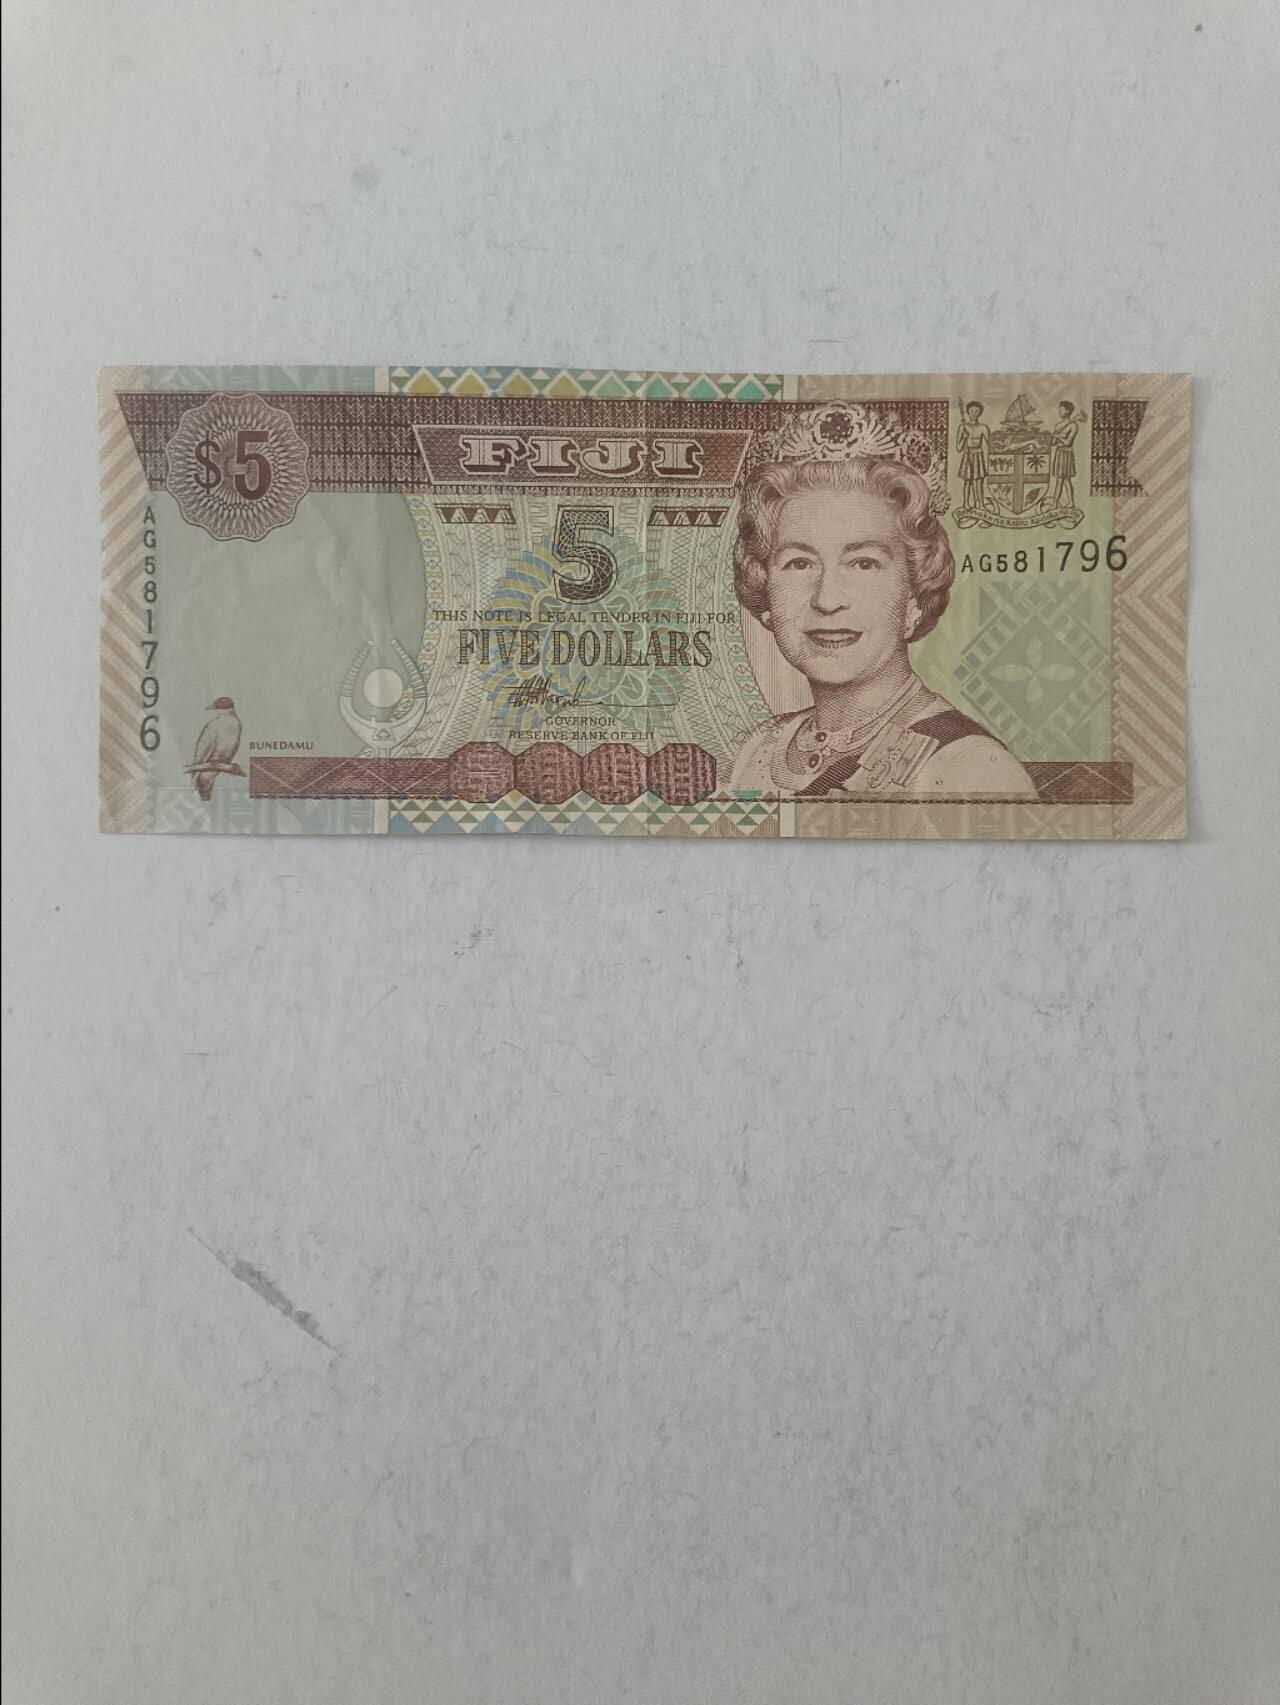 $5
FIJI
AG581796
5
AG581796
THIS NOTE IS LEGAL TENDER IN FIJI FOR
FIVE DOLLARS
GOVERNOR
RESERVE BANK OF FIJI
BUNEDAMU